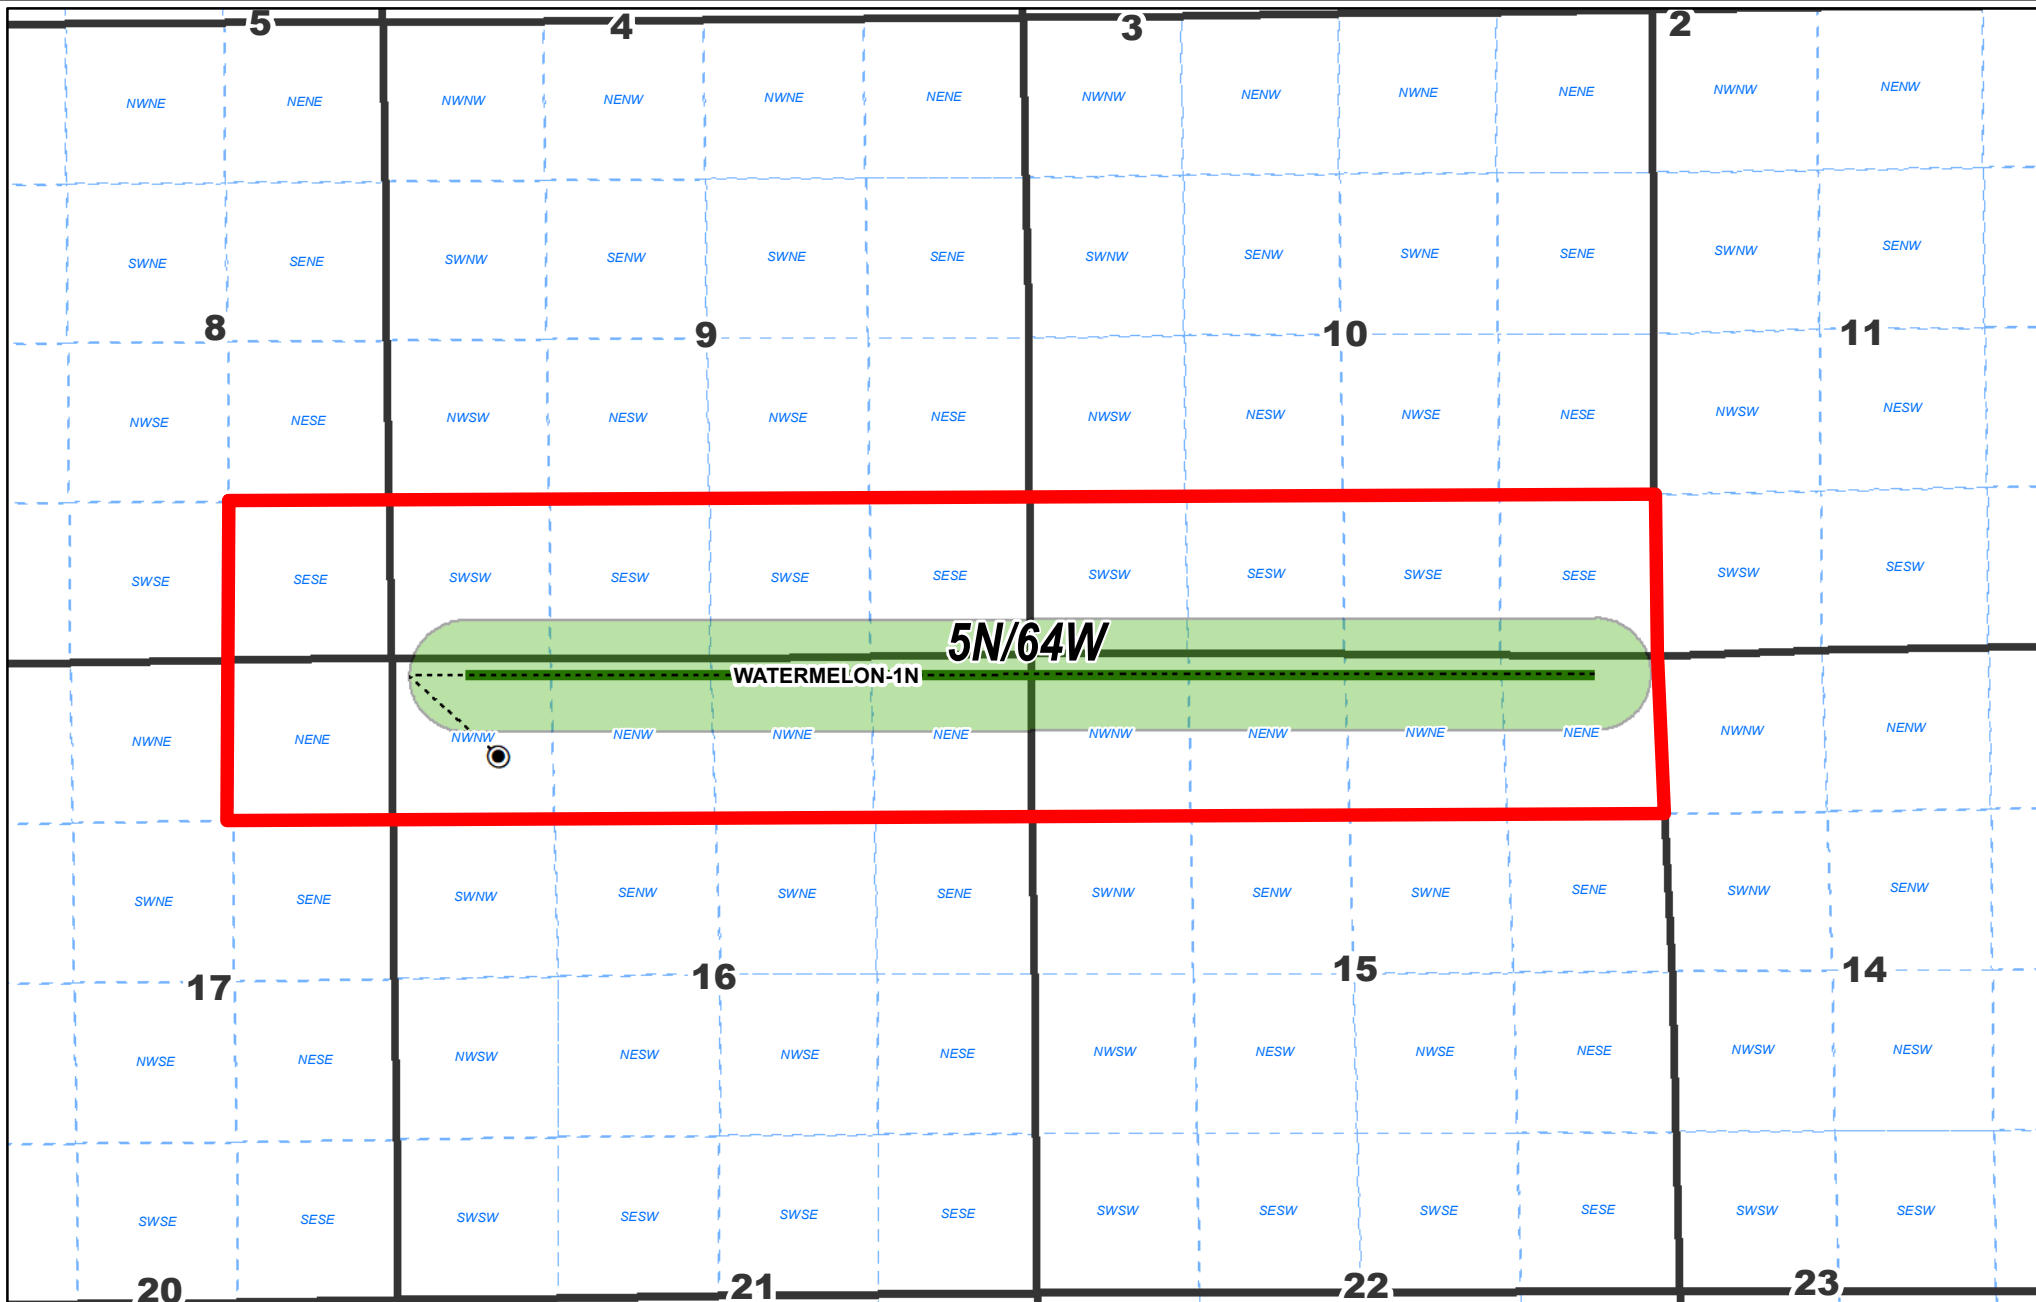 5 4 3 2
NWNE NENE NWNW NENW NWNE NENE NWNW NENW NWNE NENE NWNW NENW
SWNE SENE SWNW SENW SWNE SENE SWNW SENW SWNE SENE SWNW SENW
8 9 10 11
NWSE NESE NWSW NESW NWSE NESE NWSW NESW NWSE NESE NWSW NESW
SWSE SESE SWSW SESW SWSE SESE SWSW SESW SWSE SESE SWSW SESW
5N/64W
WATERMELON-1N
NWNE NENE NWNW NENW NWNE NENE NWNW NENW NWNE NENE NWNW NENW
SWNE SENE SWNW SENW SWNE SENE SWNW SENW SWNE SENE SWNW SENW
17 16 15 14
NWSE NESE NWSW NESW NWSE NESE NWSW NESW NWSE NESE NWSW NESW
SWSE SESE SWSW SESW SWSE SESE SWSW SESW SWSE SESE SWSW SESW
20 21 22 23